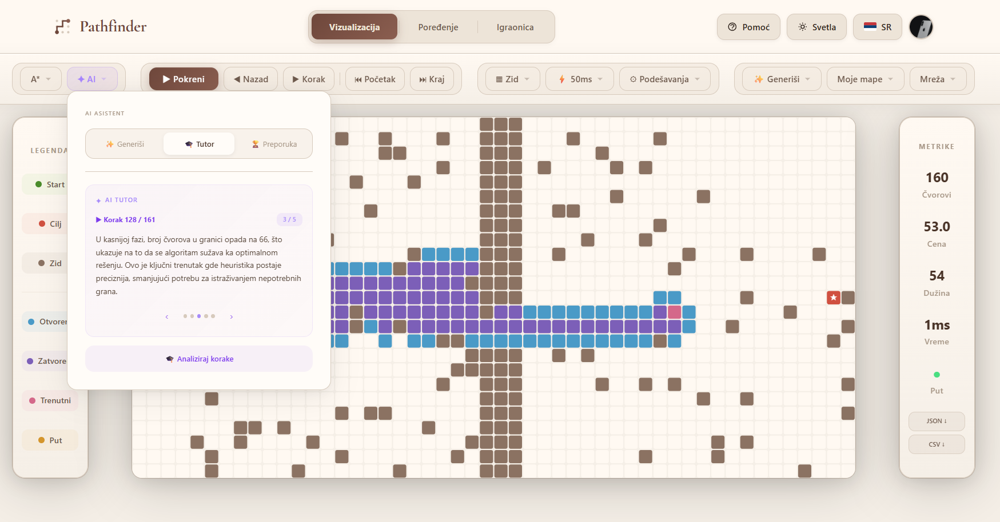 Pathfinder
Vizualizacija
Poređenje
Igraonica
Pomoć
Svetla
SR
A*
AI
Pokreni
Nazad
Korak
Početak
Kraj
Zid
50ms
Podešavanja
Generiši
Moje mape
Mreža
AI ASISTENT
Generiši
Tutor
Preporuka
AI TUTOR
Korak 128 / 161
3 / 5
U kasnijoj fazi, broj čvorova u granici opada na 66, što
ukazuje na to da se algoritam sužava ka optimalnom
rešenju. Ovo je ključni trenutak gde heuristika postaje
preciznija, smanjujući potrebu za istraživanjem nepotrebnih
grana.
Analiziraj korake
LEGENDA
Start
Cilj
Zid
Otvoren
Zatvore
Trenutni
Put
METRIKE
160
Čvorovi
53.0
Cena
54
Dužina
1ms
Vreme
Put
JSON ↓
CSV ↓